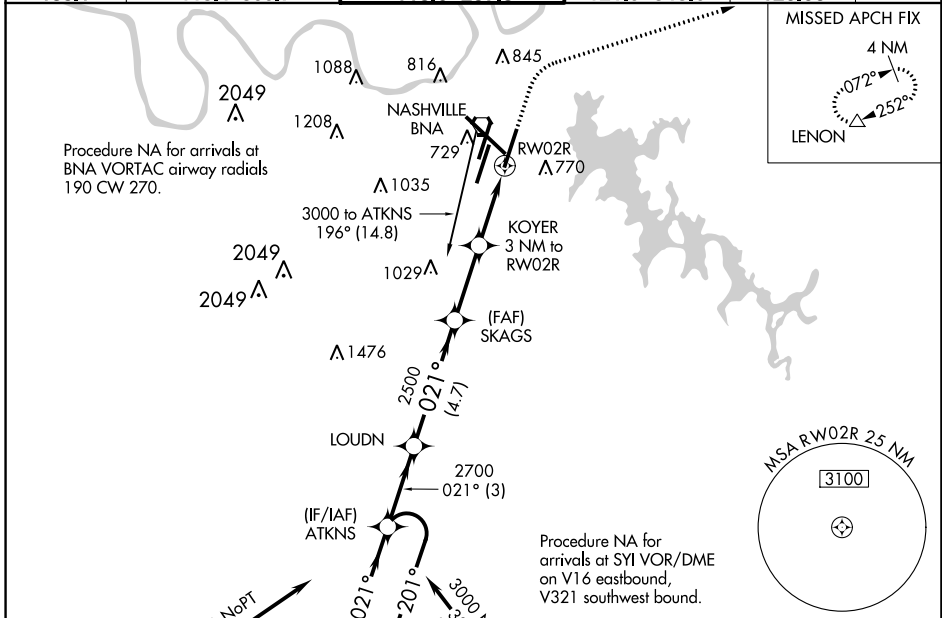 MISSED APCH FIX
4 NM
072°
252°
LENON
1088
816
845
2049
1208
NASHVILLE
BNA
729
RW02R
770
Procedure NA for arrivals at
BNA VORTAC airway radials
190 CW 270.
1035
3000 to ATKNS
196° (14.8)
KOYER
3 NM to
RW02R
2049
1029
2049
(FAF)
SKAGS
1476
2500
021°
(4.7)
LOUDN
2700
021° (3)
MSA RW02R 25 NM
3100
(IF/IAF)
ATKNS
Procedure NA for
arrivals at SYI VOR/DME
on V16 eastbound,
V321 southwest bound.
NoPT
021°
201°
3000